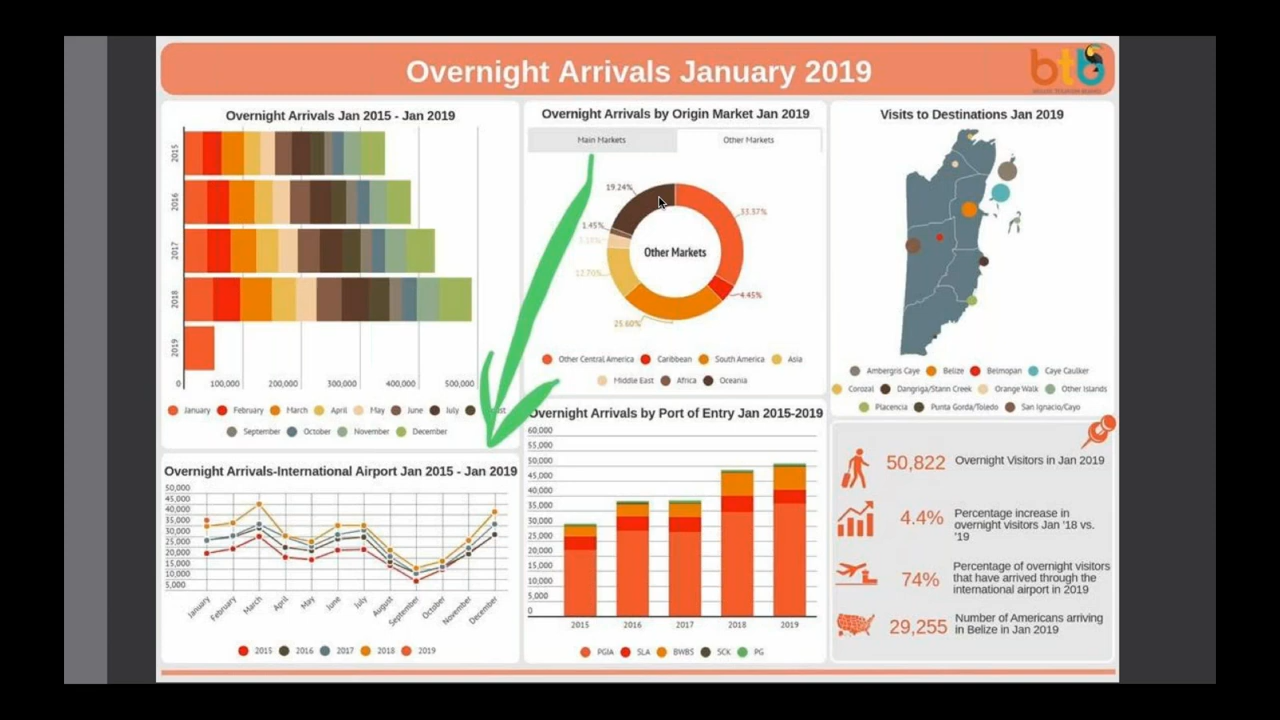 Overnight Arrivals January 2019
btb
Overnight Arrivals Jan 2015 - Jan 2019
2015
2016
2017
2018
2019
0 100,000 200,000 300,000 400,000 500,000
January February March April May June July
September October November December
Overnight Arrivals by Origin Market Jan 2019
Main Markets Other Markets
19.24%
33.37%
1.45%
12.70%
4.45%
25.60%
Other Markets
Other Central America Caribbean South America Asia
Middle East Africa Oceania
Visits to Destinations Jan 2019
Ambergris Caye Belize Belmopan Caye Caulker
Corozal Dangriga/Stann Creek Orange Walk Other Islands
Placencia Punta Gorda/Toledo San Ignacio/Cayo
Overnight Arrivals-International Airport Jan 2015 - Jan 2019
50,000
45,000
40,000
35,000
30,000
25,000
20,000
15,000
10,000
5,000
January February March April May June July August September October November December
2015 2016 2017 2018 2019
Overnight Arrivals by Port of Entry Jan 2015-2019
60,000
55,000
50,000
45,000
40,000
35,000
30,000
25,000
20,000
15,000
10,000
5,000
0
2015 2016 2017 2018 2019
PGIA SLA BWBS SCK PG
50,822 Overnight Visitors in Jan 2019
4.4% Percentage increase in
overnight visitors Jan '18 vs.
'19
74% Percentage of overnight visitors
that have arrived through the
international airport in 2019
29,255 Number of Americans arriving
in Belize in Jan 2019